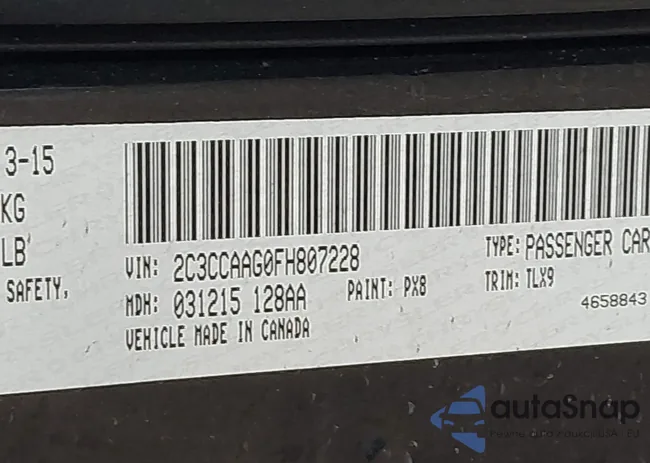 3-15
KG
LB
SAFETY,
VIN: 2C3CCAAG0FH807228
TYPE: PASSENGER CAR
MDH: 031215 128AA
PAINT: PX8
TRIM: TLX9
VEHICLE MADE IN CANADA
4658843
autoSnap